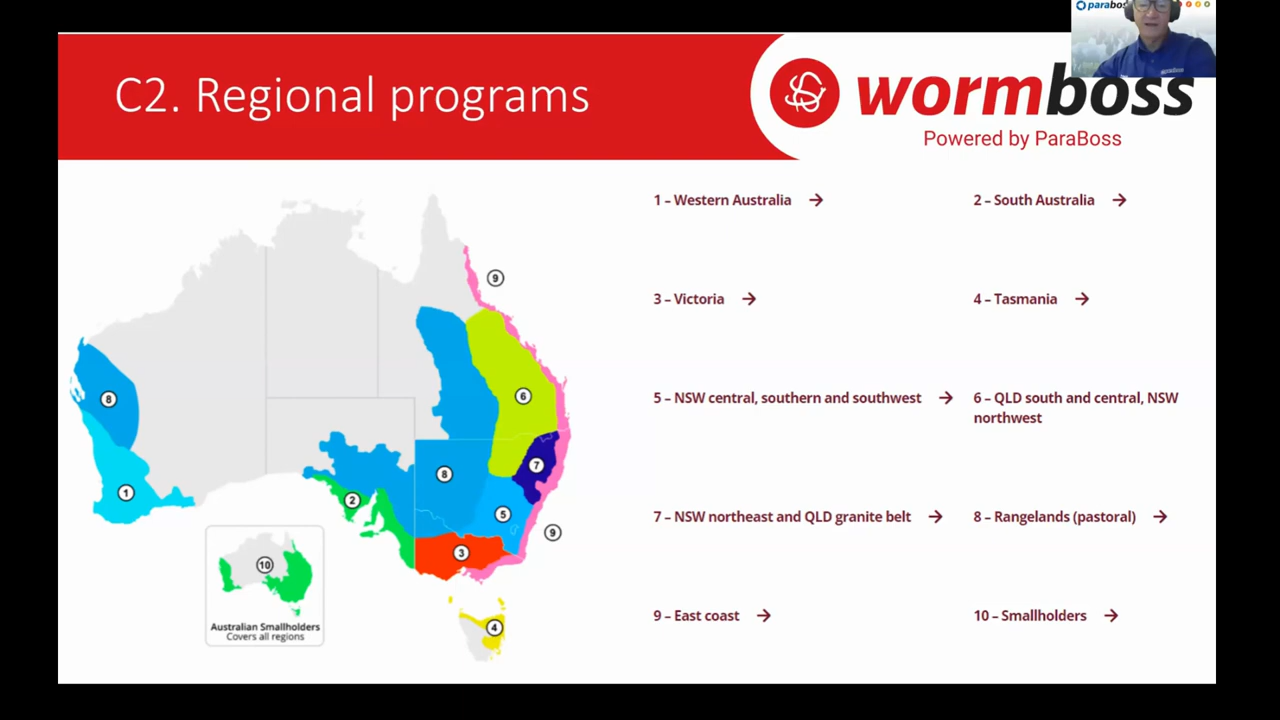 parabos
C2. Regional programs
wormboss
Powered by ParaBoss
1 – Western Australia →
2 – South Australia →
3 – Victoria →
4 – Tasmania →
5 – NSW central, southern and southwest →
6 – QLD south and central, NSW
northwest
7 – NSW northeast and QLD granite belt →
8 – Rangelands (pastoral) →
9 – East coast →
10 – Smallholders →
9
8
6
7
8
1
2
5
9
3
10
Australian Smallholders
Covers all regions
4